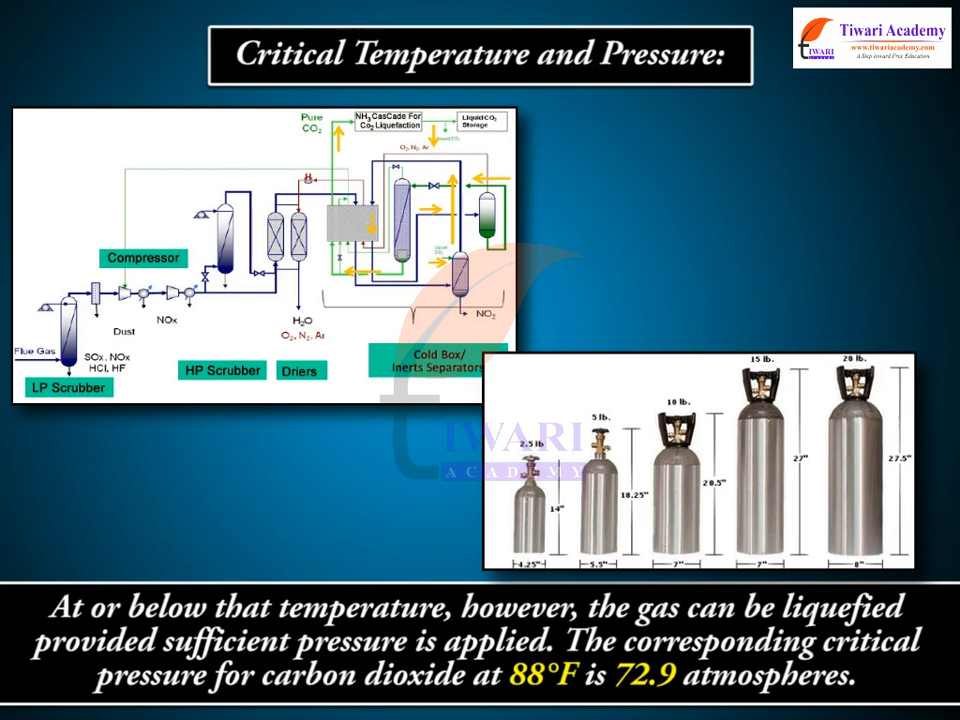 Critical Temperature and Pressure:
Tiwari Academy
www.tiwariacademy.com
A Step toward Free Education
TIWARI
ACADEMY
Pure
CO₂
NH₃ CasCade For
Co₂ Liquefaction
Liquid CO₂
Storage
O₂, N₂, Ar
Compressor
Liquid
CO₂
NOx
Dust
H₂O
O₂, N₂, Ar
NO₂
Flue Gas
SOx, NOx
HCl, HF
LP Scrubber
HP Scrubber
Driers
Cold Box/
Inerts Separators
TIWARI
ACADEMY
2.5 lb
5 lb.
10 lb.
15 lb.
20 lb.
14"
18.25"
20.5"
27"
27.5"
4.25"
5.5"
7"
7"
8"
At or below that temperature, however, the gas can be liquefied
provided sufficient pressure is applied. The corresponding critical
pressure for carbon dioxide at 88°F is 72.9 atmospheres.